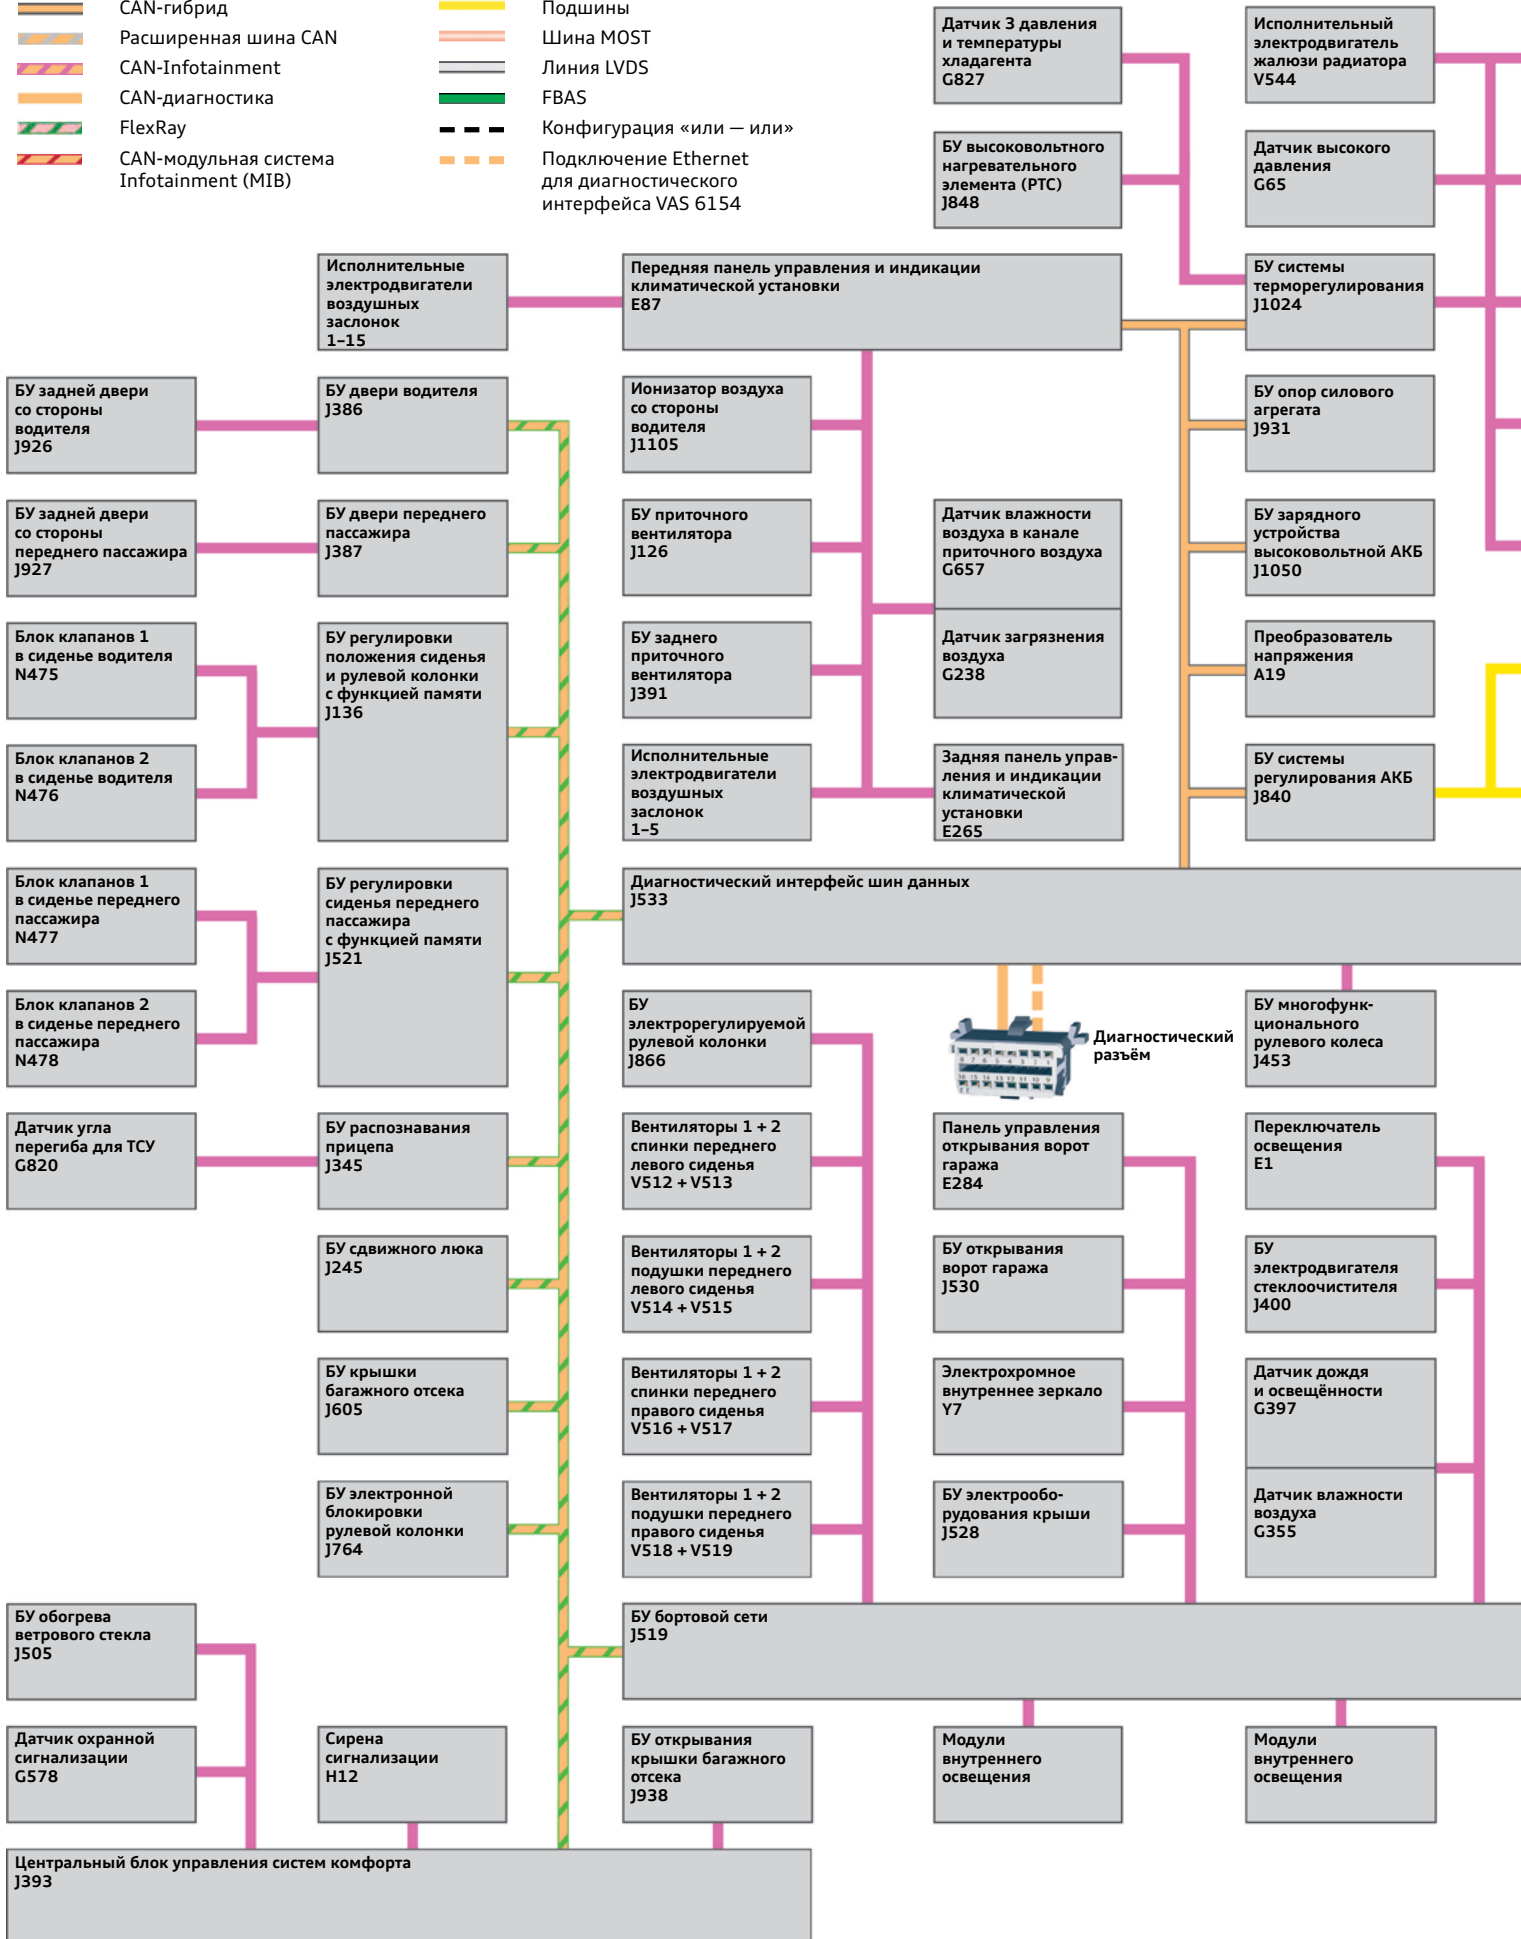 CAN-гибрид
Расширенная шина CAN
CAN-Infotainment
CAN-диагностика
FlexRay
CAN-модульная система
Infotainment (MIB)
Подшины
Шина MOST
Линия LVDS
FBAS
Конфигурация «или — или»
Подключение Ethernet
для диагностического
интерфейса VAS 6154
Датчик 3 давления
и температуры
хладагента
G827
Исполнительный
электродвигатель
жалюзи радиатора
V544
БУ высоковольтного
нагревательного
элемента (PTC)
J848
Датчик высокого
давления
G65
Исполнительные
электродвигатели
воздушных
заслонок
1–15
Передняя панель управления и индикации
климатической установки
E87
БУ системы
терморегулирования
J1024
БУ задней двери
со стороны
водителя
J926
БУ двери водителя
J386
Ионизатор воздуха
со стороны
водителя
J1105
БУ опор силового
агрегата
J931
БУ задней двери
со стороны
переднего пассажира
J927
БУ двери переднего
пассажира
J387
БУ приточного
вентилятора
J126
Датчик влажности
воздуха в канале
приточного воздуха
G657
БУ зарядного
устройства
высоковольтной АКБ
J1050
Блок клапанов 1
в сиденье водителя
N475
БУ регулировки
положения сиденья
и рулевой колонки
с функцией памяти
J136
БУ заднего
приточного
вентилятора
J391
Датчик загрязнения
воздуха
G238
Преобразователь
напряжения
A19
Блок клапанов 2
в сиденье водителя
N476
Исполнительные
электродвигатели
воздушных
заслонок
1–5
Задняя панель управ-
ления и индикации
климатической
установки
E265
БУ системы
регулирования АКБ
J840
Блок клапанов 1
в сиденье переднего
пассажира
N477
БУ регулировки
сиденья переднего
пассажира
с функцией памяти
J521
Диагностический интерфейс шин данных
J533
Блок клапанов 2
в сиденье переднего
пассажира
N478
БУ
электрорегулируемой
рулевой колонки
J866
Диагностический
разъём
БУ многофунк-
ционального
рулевого колеса
J453
Датчик угла
перегиба для ТСУ
G820
БУ распознавания
прицепа
J345
Вентиляторы 1 + 2
спинки переднего
левого сиденья
V512 + V513
Панель управления
открывания ворот
гаража
E284
Переключатель
освещения
E1
БУ сдвижного люка
J245
Вентиляторы 1 + 2
подушки переднего
левого сиденья
V514 + V515
БУ открывания
ворот гаража
J530
БУ
электродвигателя
стеклоочистителя
J400
БУ крышки
багажного отсека
J605
Вентиляторы 1 + 2
спинки переднего
правого сиденья
V516 + V517
Электрохромное
внутреннее зеркало
Y7
Датчик дождя
и освещённости
G397
БУ электронной
блокировки
рулевой колонки
J764
Вентиляторы 1 + 2
подушки переднего
правого сиденья
V518 + V519
БУ электрообо-
рудования крыши
J528
Датчик влажности
воздуха
G355
БУ обогрева
ветрового стекла
J505
БУ бортовой сети
J519
Датчик охранной
сигнализации
G578
Сирена
сигнализации
H12
БУ открывания
крышки багажного
отсека
J938
Модули
внутреннего
освещения
Модули
внутреннего
освещения
Центральный блок управления систем комфорта
J393